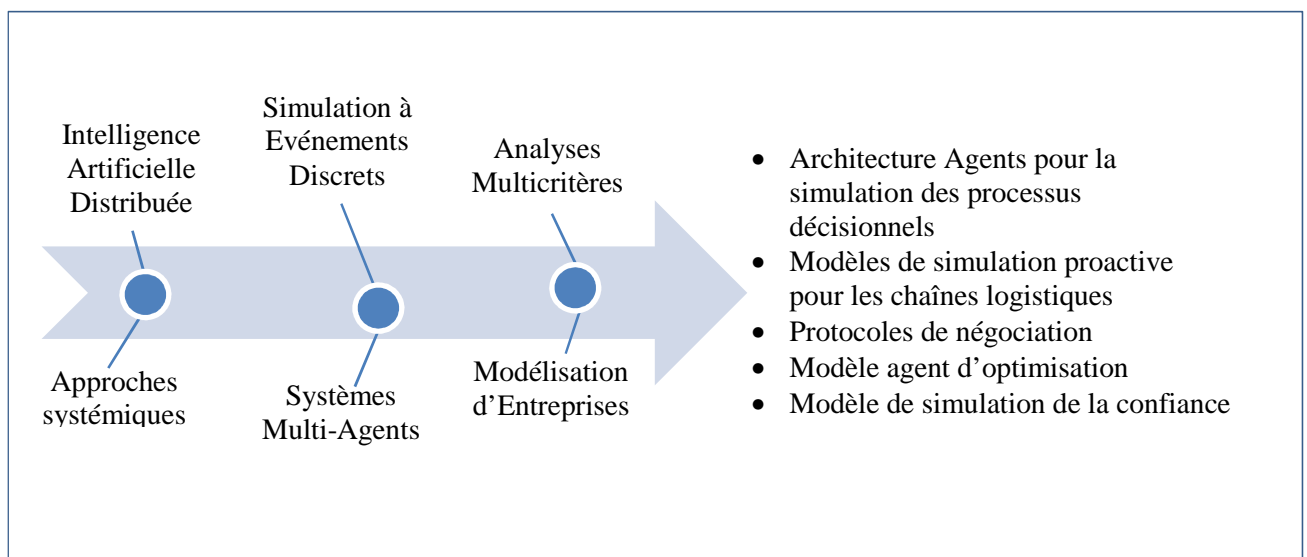 Intelligence
Artificielle
Distribuée
Simulation à
Evénements
Discrets
Analyses
Multicritères
Approches
systémiques
Systèmes
Multi-Agents
Modélisation
d’Entreprises
• Architecture Agents pour la
simulation des processus
décisionnels
• Modèles de simulation proactive
pour les chaînes logistiques
• Protocoles de négociation
• Modèle agent d’optimisation
• Modèle de simulation de la confiance